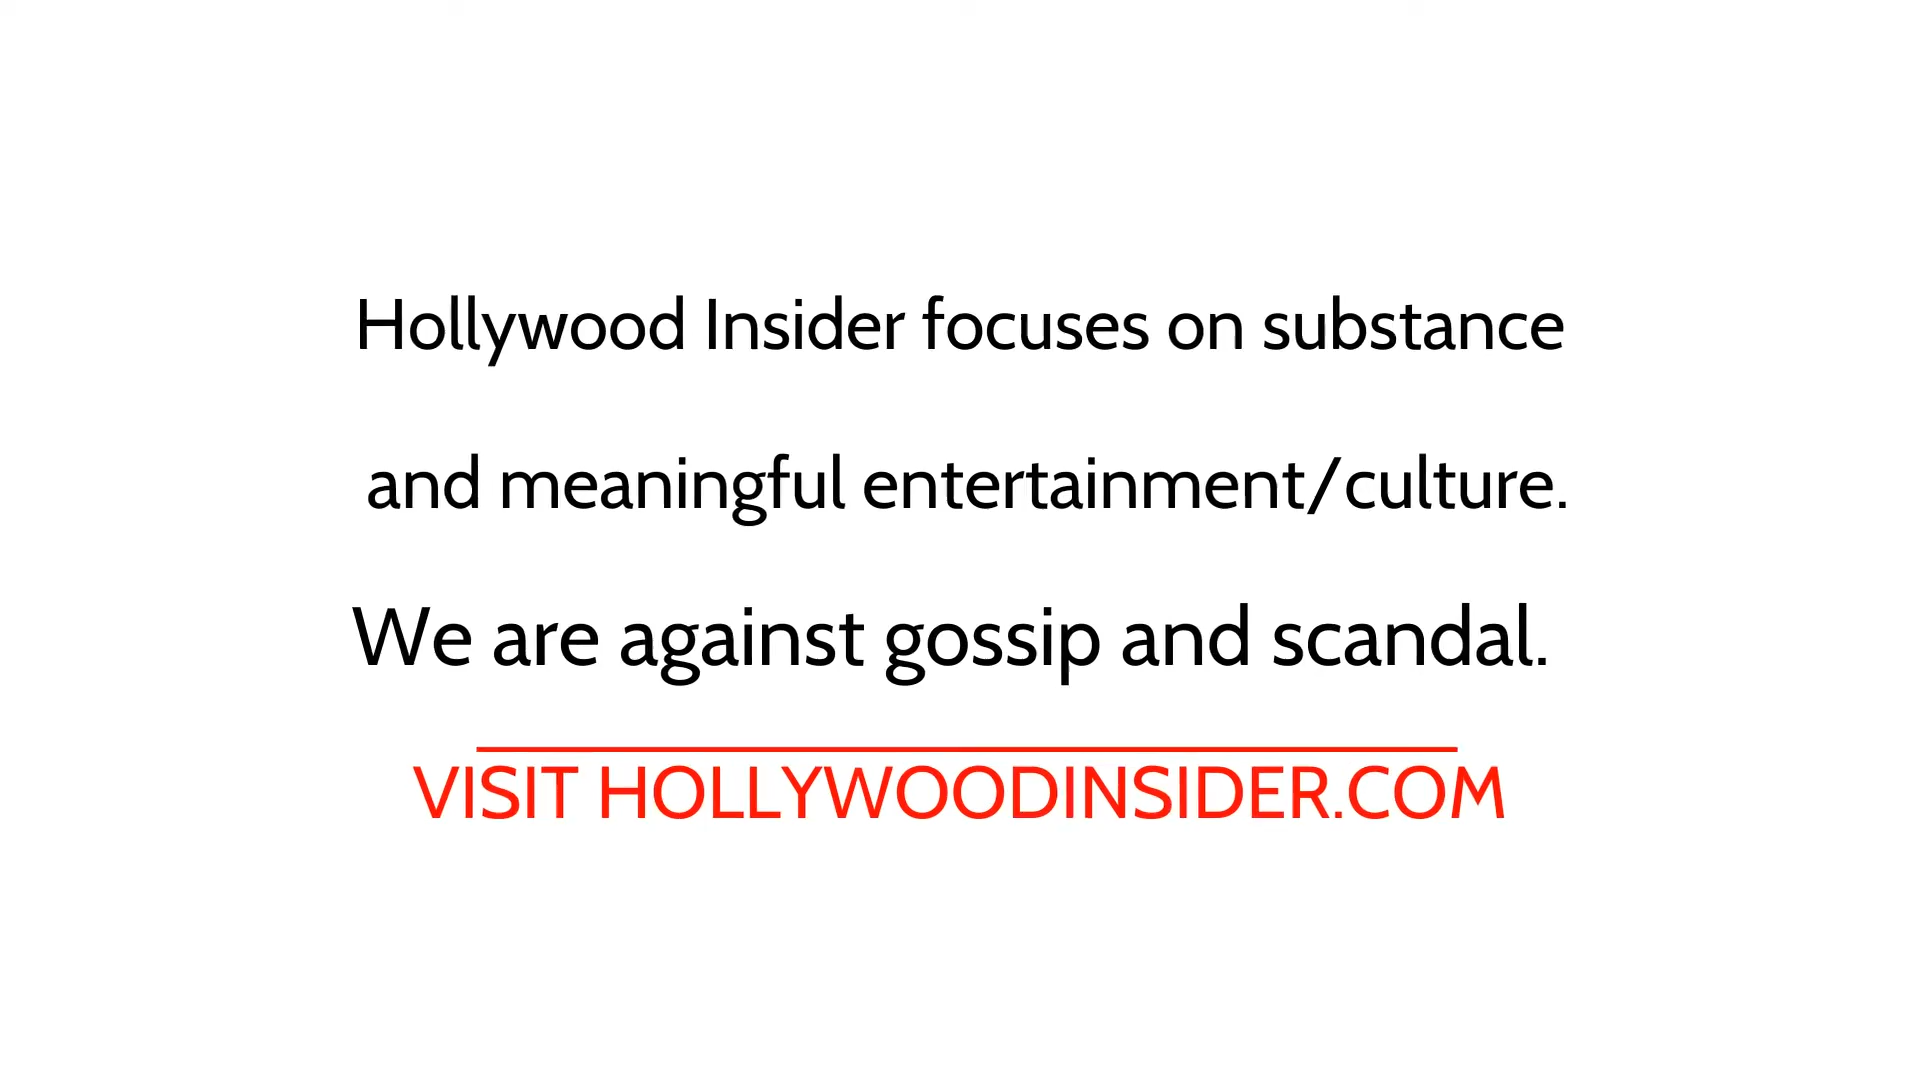 Hollywood Insider focuses on substance
and meaningful entertainment/culture.
We are against gossip and scandal.
VISIT HOLLYWOODINSIDER.COM